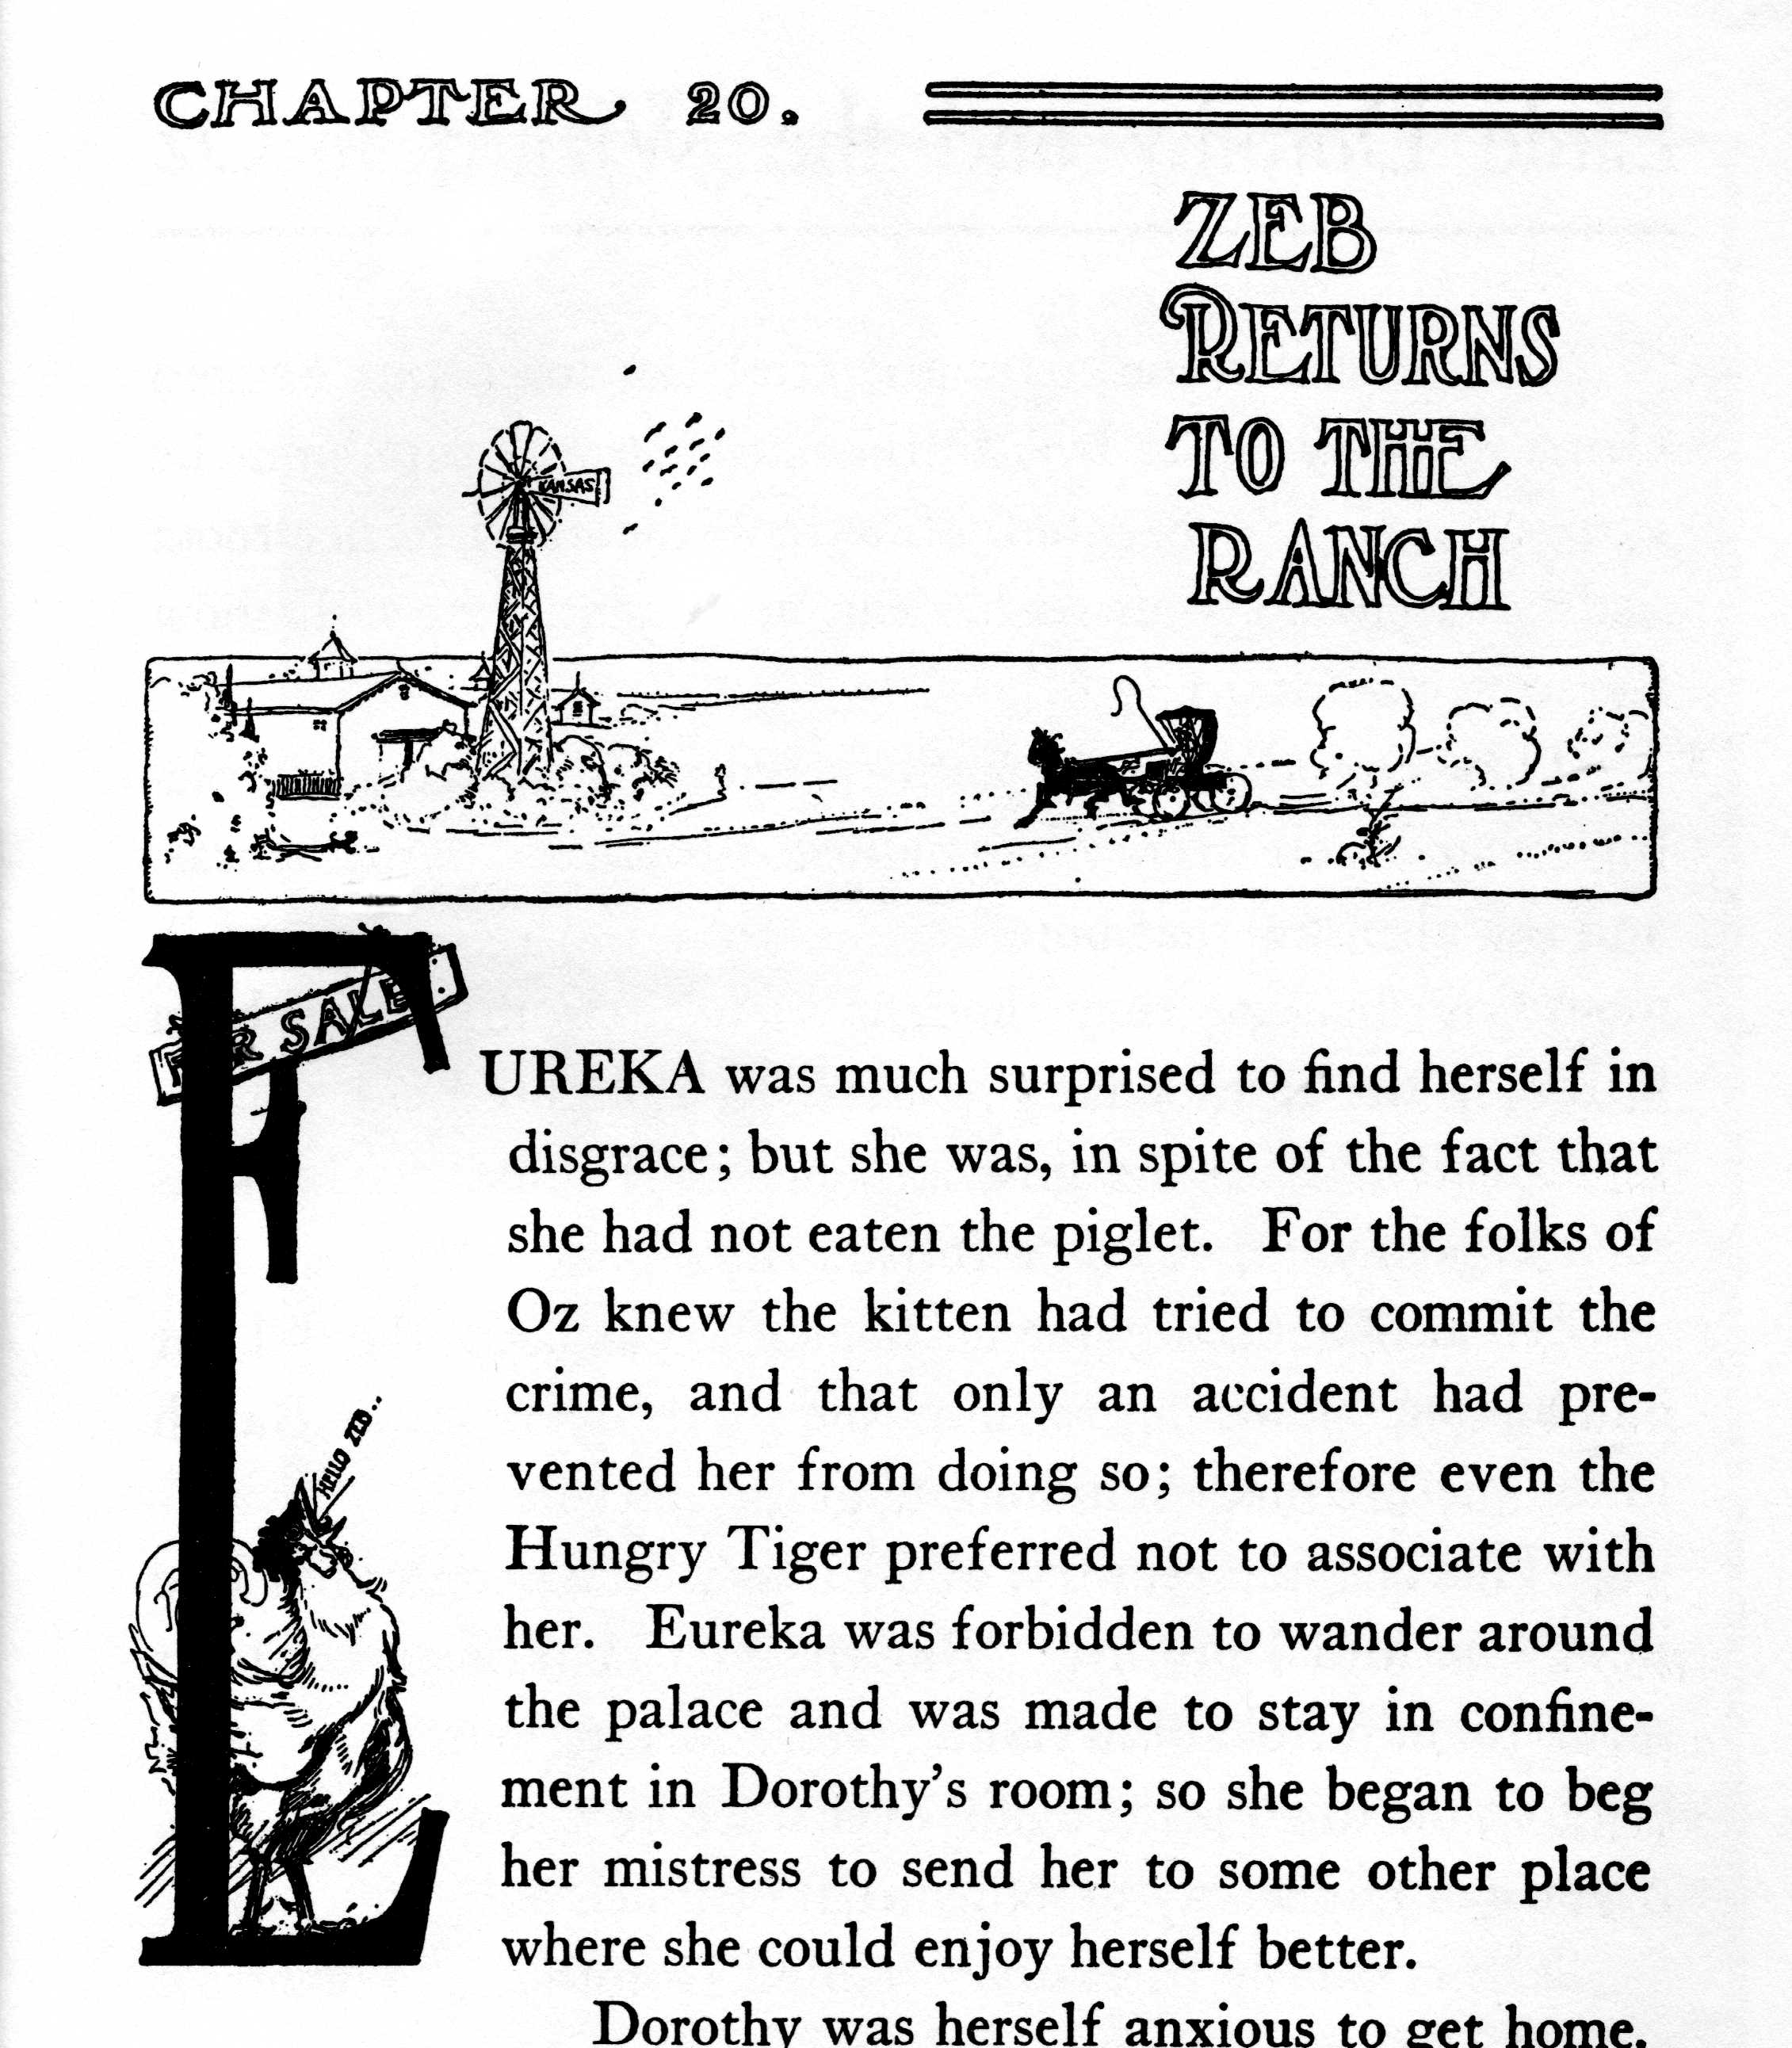 CHAPTER 20.
ZEB
RETURNS
TO THE
RANCH
KANSAS
FOR SALE
EUREKA was much surprised to find herself in
disgrace; but she was, in spite of the fact that
she had not eaten the piglet. For the folks of
Oz knew the kitten had tried to commit the
crime, and that only an accident had pre-
vented her from doing so; therefore even the
Hungry Tiger preferred not to associate with
her. Eureka was forbidden to wander around
the palace and was made to stay in confine-
ment in Dorothy's room; so she began to beg
her mistress to send her to some other place
where she could enjoy herself better.
Dorothy was herself anxious to get home,
HELLO ZEB..